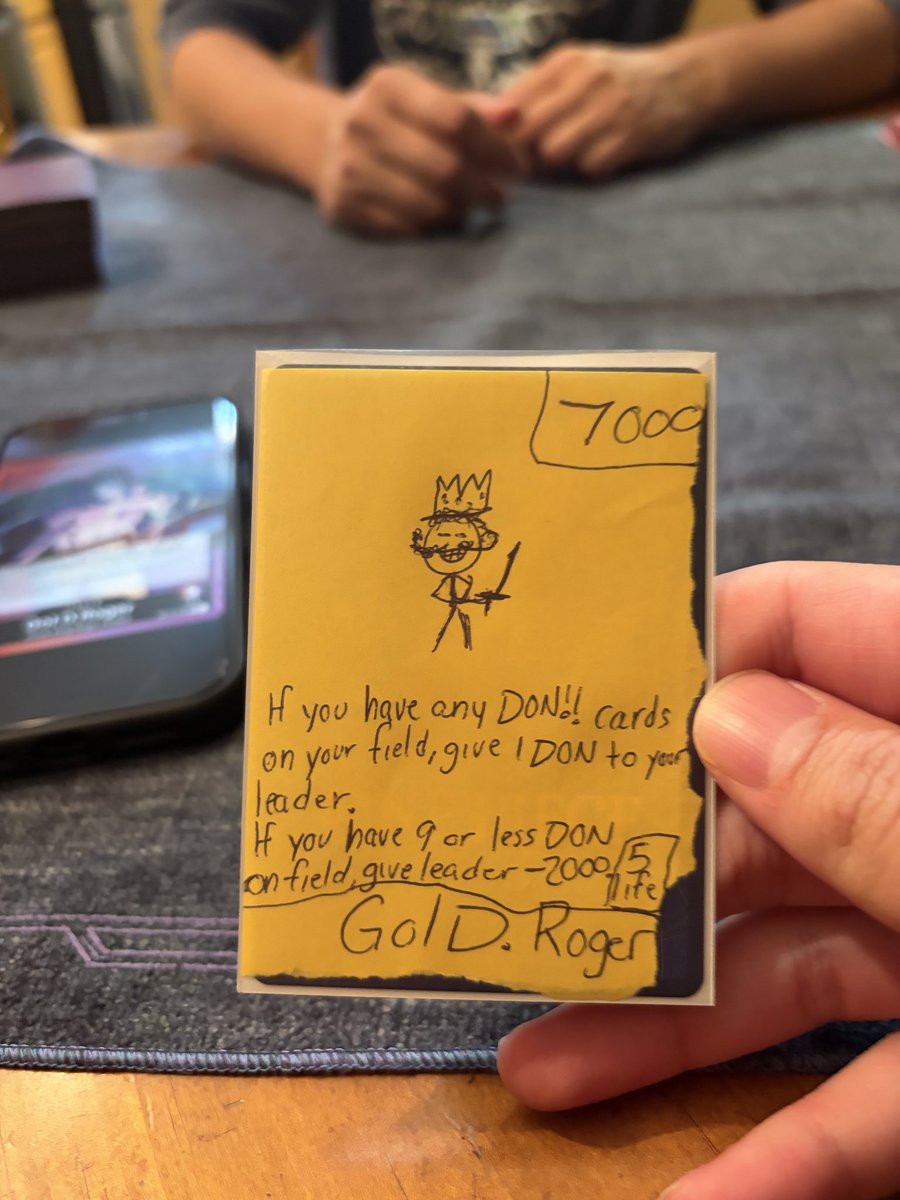 7000
If you have any DON!! cards
on your field, give 1 DON to your
leader.
If you have 9 or less DON
on field, give leader -2000
5
life
Gol D. Roger